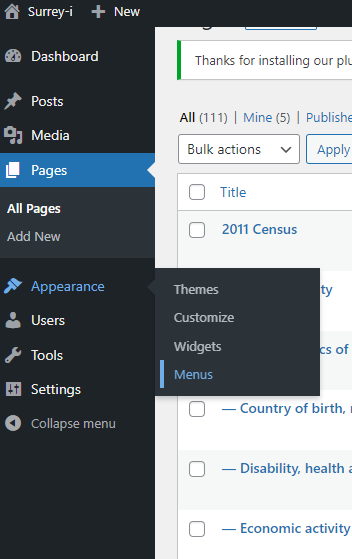 Surrey-i
New
Dashboard
Thanks for installing our plu
Posts
Media
All (111) | Mine (5) | Publishe
Bulk actions
Apply
Pages
Title
All Pages
Add New
2011 Census
Appearance
Themes
ty
Customize
Users
Widgets
cs of
Tools
Menus
Settings
— Country of birth,
Collapse menu
— Disability, health a
— Economic activity